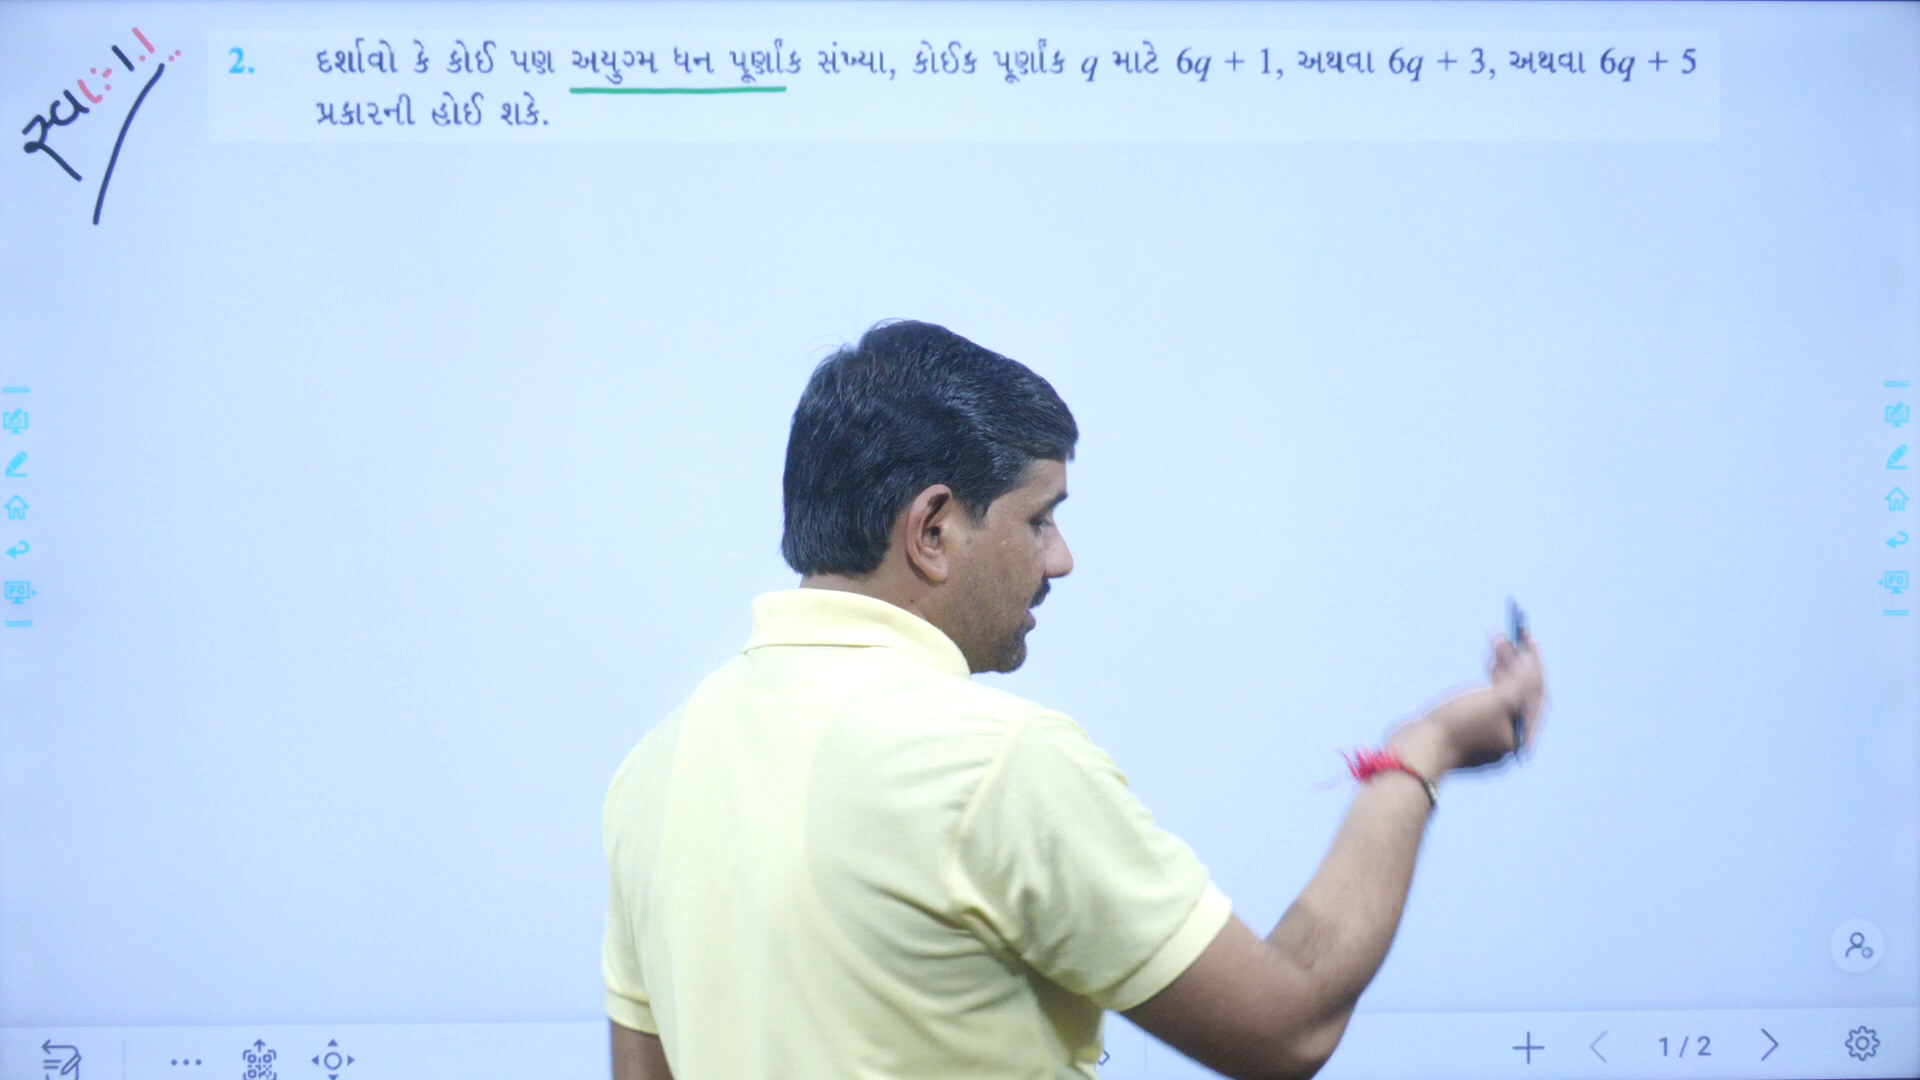 સ્વા.:- 1.1
2. દર્શાવો કે કોઈ પણ અયુગ્મ ધન પૂર્ણાંક સંખ્યા, કોઈક પૂર્ણાંક q માટે 6q + 1, અથવા 6q + 3, અથવા 6q + 5
પ્રકારની હોઈ શકે.
1/2